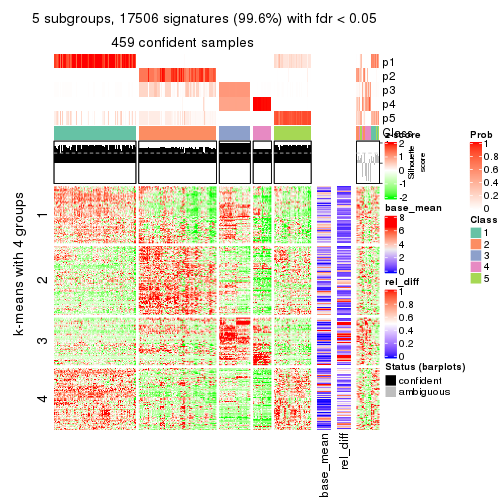 5 subgroups, 17506 signatures (99.6%) with fdr < 0.05
459 confident samples
p1
p2
p3
p4
p5
Class
Silhouette
score
k-means with 4 groups
1
2
3
4
base_mean
rel_diff
z-score
2
1
0
-1
-2
base_mean
8
6
4
2
0
rel_diff
1
0.8
0.6
0.4
0.2
0
Status (barplots)
confident
ambiguous
Prob
1
0.8
0.6
0.4
0.2
0
Class
1
2
3
4
5